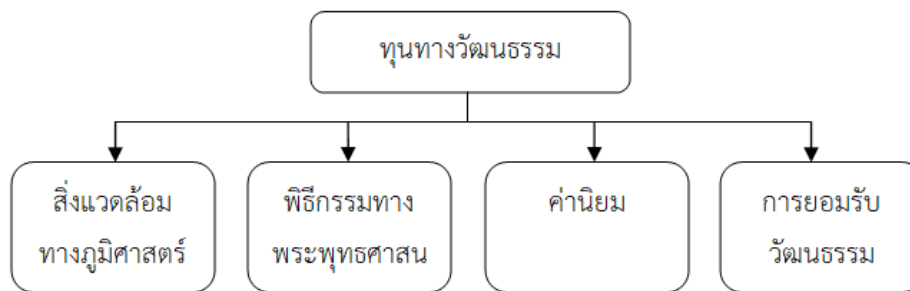 ทุนทางวัฒนธรรม
สิ่งแวดล้อม
ทางภูมิศาสตร์
พิธีกรรมทาง
พระพุทธศาสน
ค่านิยม
การยอมรับ
วัฒนธรรม